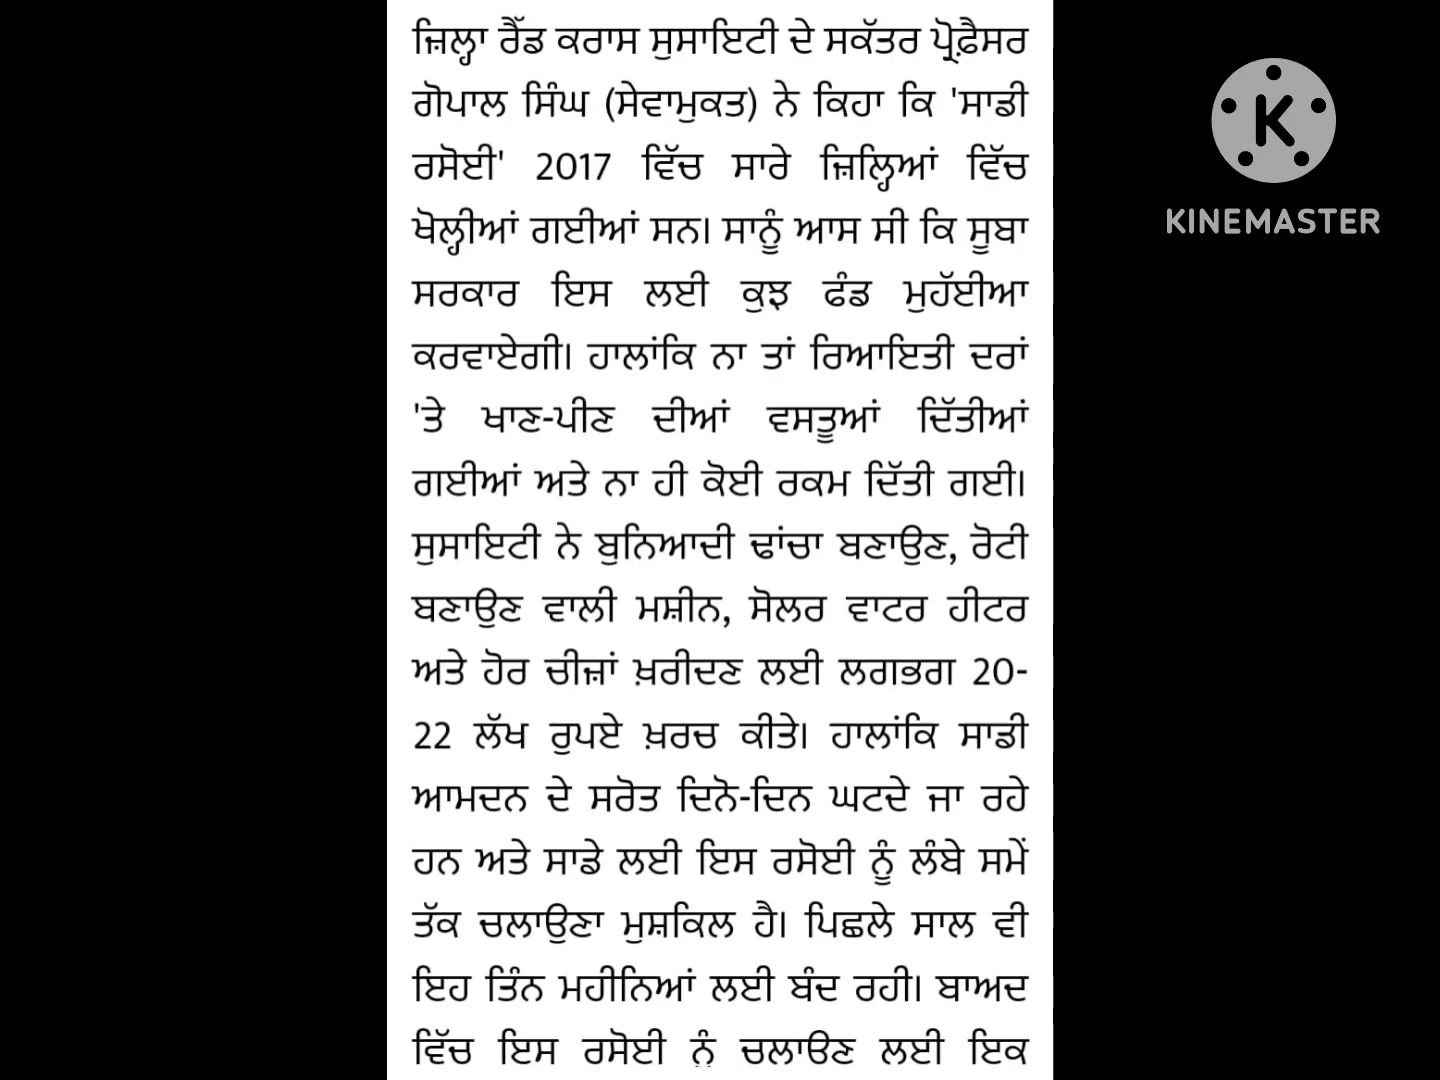 ਜ਼ਿਲ੍ਹਾ ਰੈੱਡ ਕਰਾਸ ਸੁਸਾਇਟੀ ਦੇ ਸਕੱਤਰ ਪ੍ਰੋਫ਼ੈਸਰ
ਗੋਪਾਲ ਸਿੰਘ (ਸੇਵਾਮੁਕਤ) ਨੇ ਕਿਹਾ ਕਿ 'ਸਾਡੀ
ਰਸੋਈ' 2017 ਵਿੱਚ ਸਾਰੇ ਜ਼ਿਲ੍ਹਿਆਂ ਵਿੱਚ
ਖੋਲ੍ਹੀਆਂ ਗਈਆਂ ਸਨ। ਸਾਨੂੰ ਆਸ ਸੀ ਕਿ ਸੂਬਾ
ਸਰਕਾਰ ਇਸ ਲਈ ਕੁਝ ਫੰਡ ਮੁਹੱਈਆ
ਕਰਵਾਏਗੀ। ਹਾਲਾਂਕਿ ਨਾ ਤਾਂ ਰਿਆਇਤੀ ਦਰਾਂ
'ਤੇ ਖਾਣ-ਪੀਣ ਦੀਆਂ ਵਸਤੂਆਂ ਦਿੱਤੀਆਂ
ਗਈਆਂ ਅਤੇ ਨਾ ਹੀ ਕੋਈ ਰਕਮ ਦਿੱਤੀ ਗਈ।
ਸੁਸਾਇਟੀ ਨੇ ਬੁਨਿਆਦੀ ਢਾਂਚਾ ਬਣਾਉਣ, ਰੋਟੀ
ਬਣਾਉਣ ਵਾਲੀ ਮਸ਼ੀਨ, ਸੋਲਰ ਵਾਟਰ ਹੀਟਰ
ਅਤੇ ਹੋਰ ਚੀਜ਼ਾਂ ਖ਼ਰੀਦਣ ਲਈ ਲਗਭਗ 20-
22 ਲੱਖ ਰੁਪਏ ਖ਼ਰਚ ਕੀਤੇ। ਹਾਲਾਂਕਿ ਸਾਡੀ
ਆਮਦਨ ਦੇ ਸਰੋਤ ਦਿਨੋ-ਦਿਨ ਘਟਦੇ ਜਾ ਰਹੇ
ਹਨ ਅਤੇ ਸਾਡੇ ਲਈ ਇਸ ਰਸੋਈ ਨੂੰ ਲੰਬੇ ਸਮੇਂ
ਤੱਕ ਚਲਾਉਣਾ ਮੁਸ਼ਕਿਲ ਹੈ। ਪਿਛਲੇ ਸਾਲ ਵੀ
ਇਹ ਤਿੰਨ ਮਹੀਨਿਆਂ ਲਈ ਬੰਦ ਰਹੀ। ਬਾਅਦ
ਵਿੱਚ ਇਸ ਰਸੋਈ ਨੂੰ ਚਲਾਉਣ ਲਈ ਇਕ
K
KINEMASTER